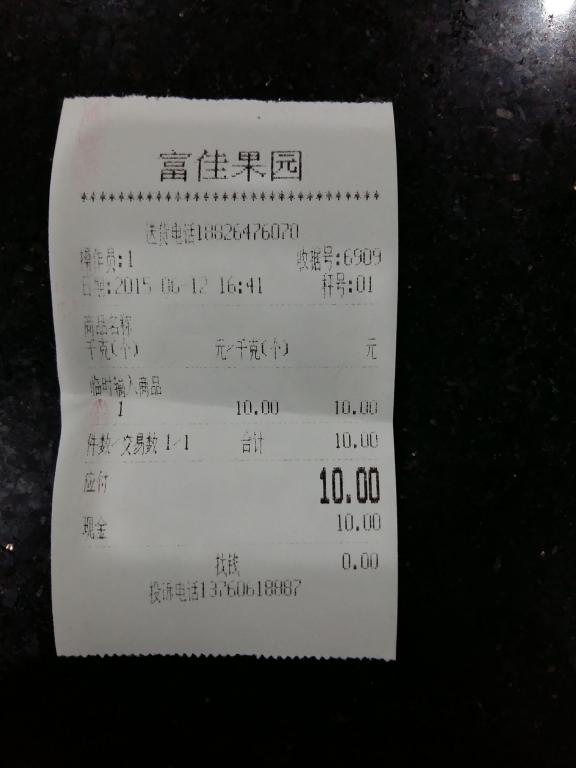 富佳果园
************************************
送货电话18826476070
操作员:1 收据号:6909
日期:2015-06-12 16:41 秤号:01
商品名称
千克(个) 元/千克(个) 元
临时输入商品
1 10.00 10.00
件数/交易数 1/1 合计 10.00
应付 10.00
现金 10.00
找钱 0.00
投诉电话13760618887